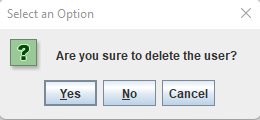 Select an Option
Are you sure to delete the user?
Yes No Cancel